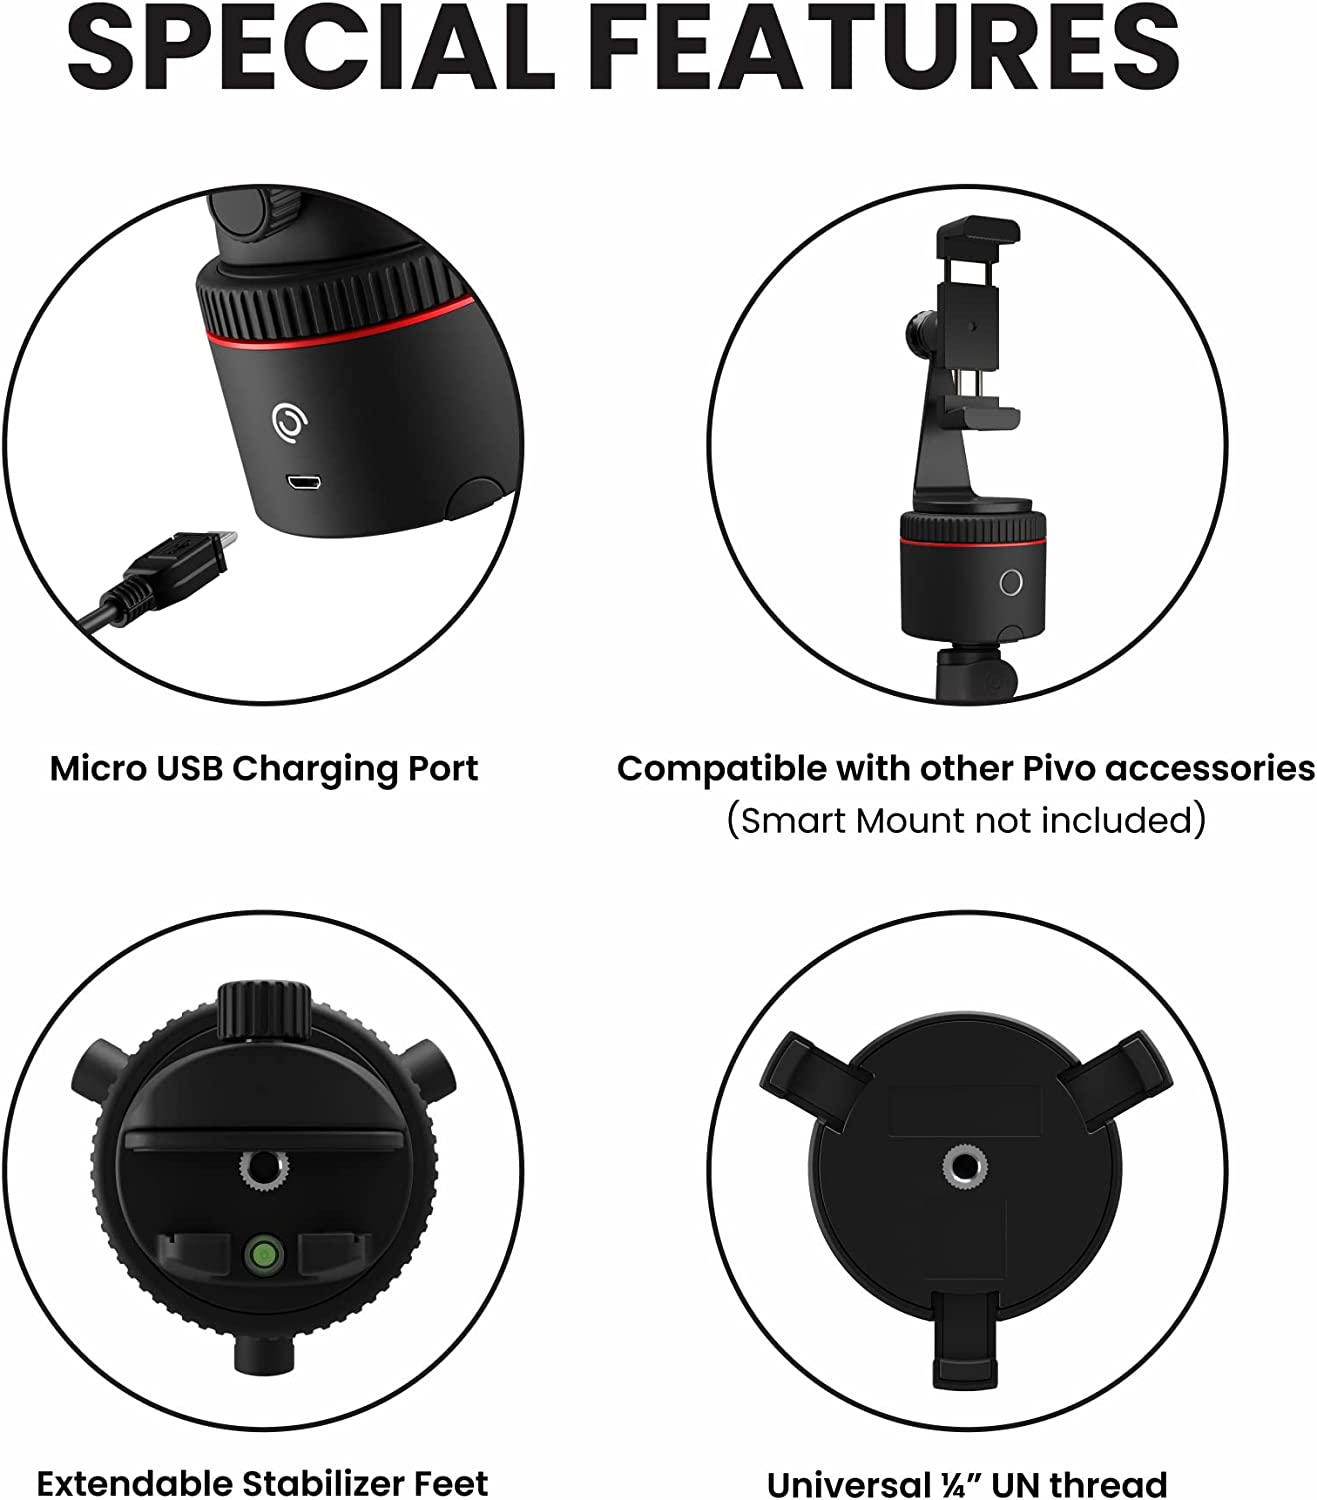 SPECIAL FEATURES
Micro USB Charging Port
Compatible with other Pivo accessories
(Smart Mount not included)
Extendable Stabilizer Feet
Universal ¼” UN thread